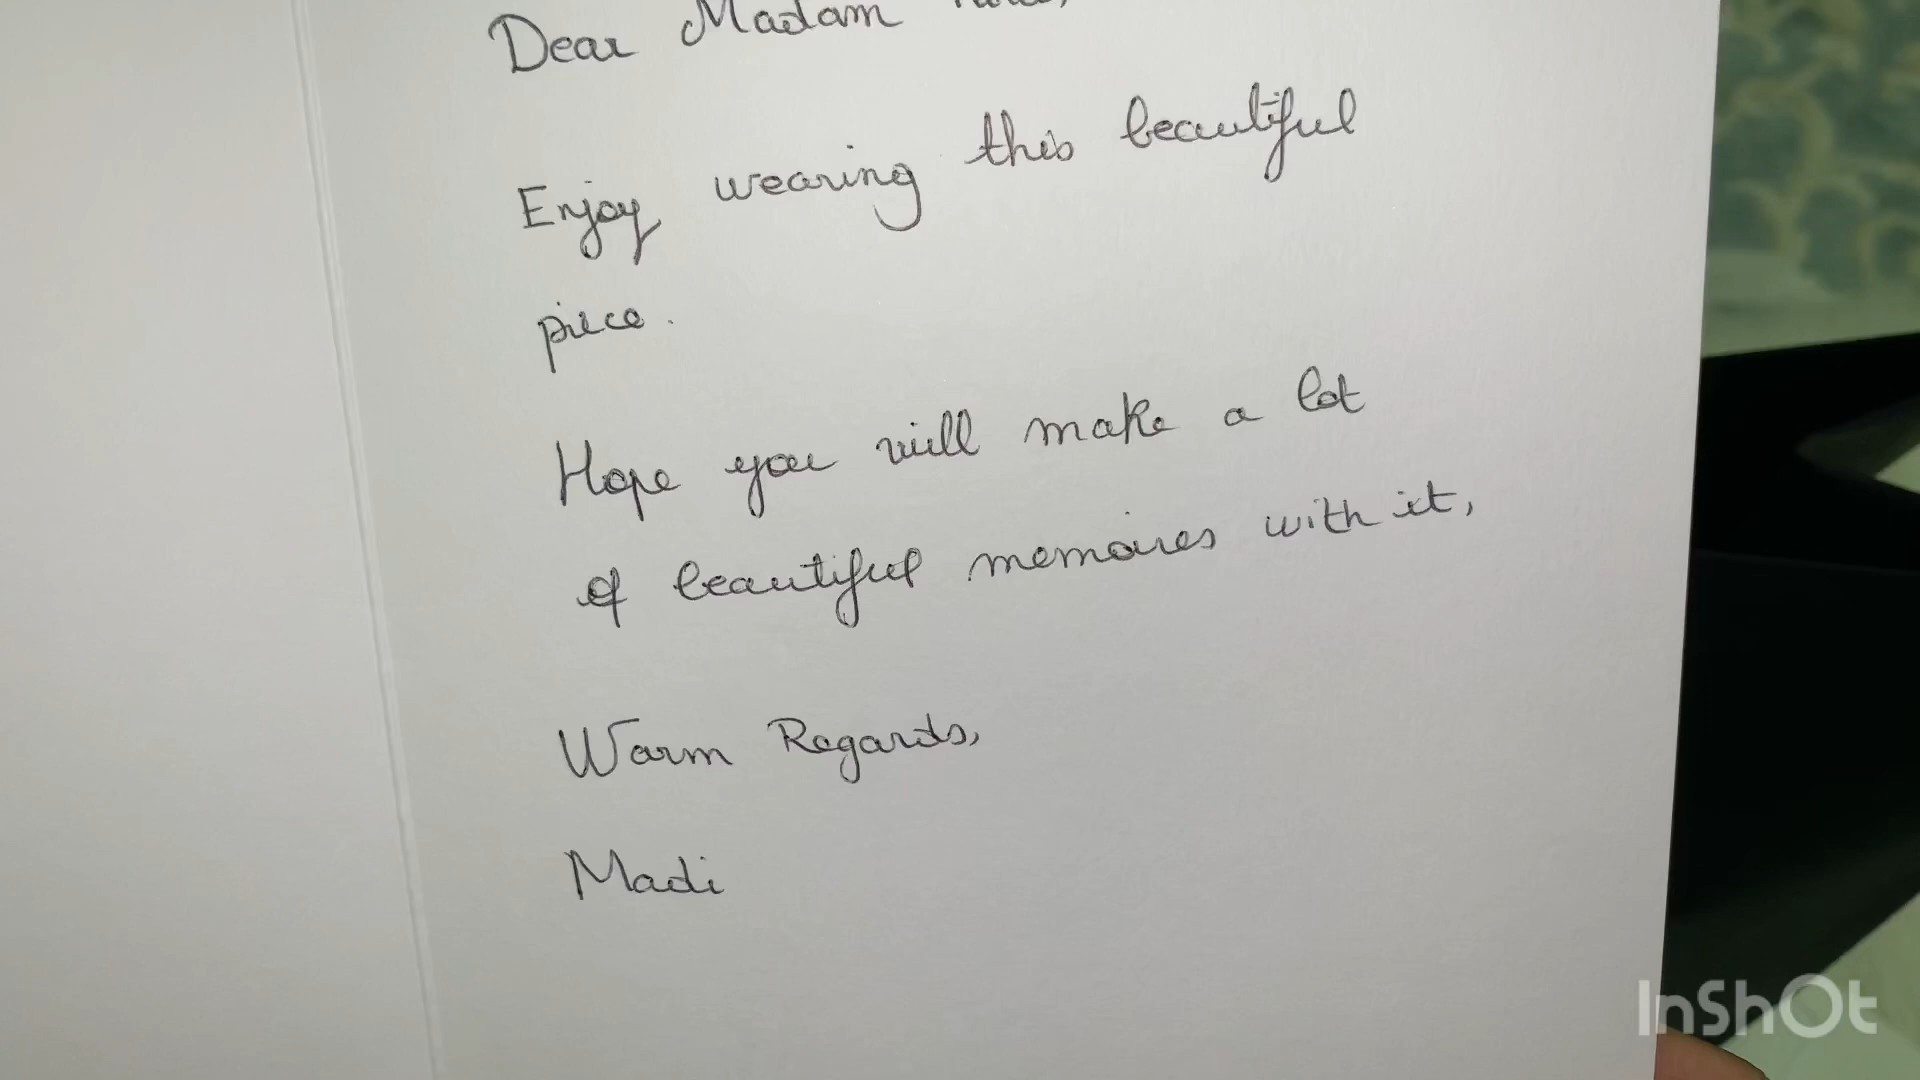 Dear Madam
Enjoy wearing this beautiful
piece.
Hope you will make a lot
of beautiful memoires with it,
Warm Regards,
Madi
InShOt